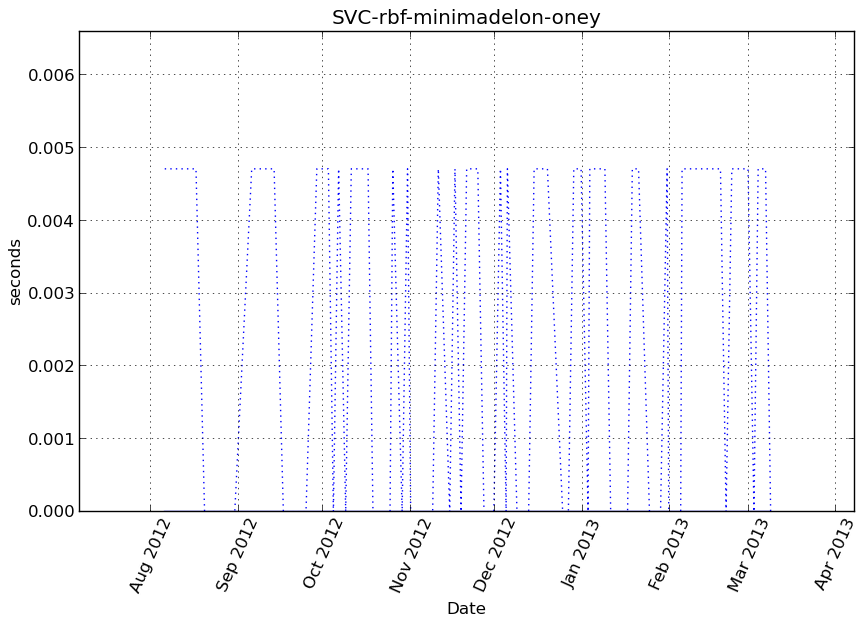 SVC-rbf-minimadelon-oney
0.006
0.005
0.004
0.003
0.002
0.001
0.000
seconds
Aug 2012
Sep 2012
Oct 2012
Nov 2012
Dec 2012
Jan 2013
Feb 2013
Mar 2013
Apr 2013
Date